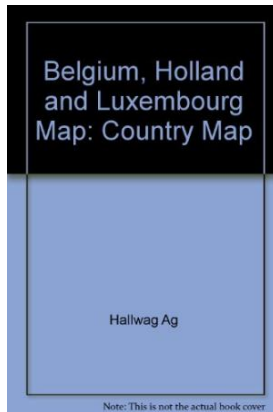 Belgium, Holland
and Luxembourg
Map: Country Map
Hallwag Ag
Note: This is not the actual book cover